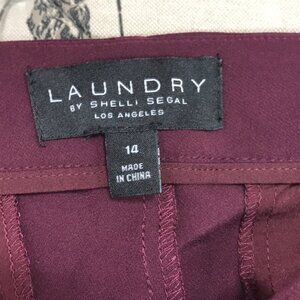 LAUNDRY
BY SHELLI SEGAL
LOS ANGELES
14
MADE
IN CHINA